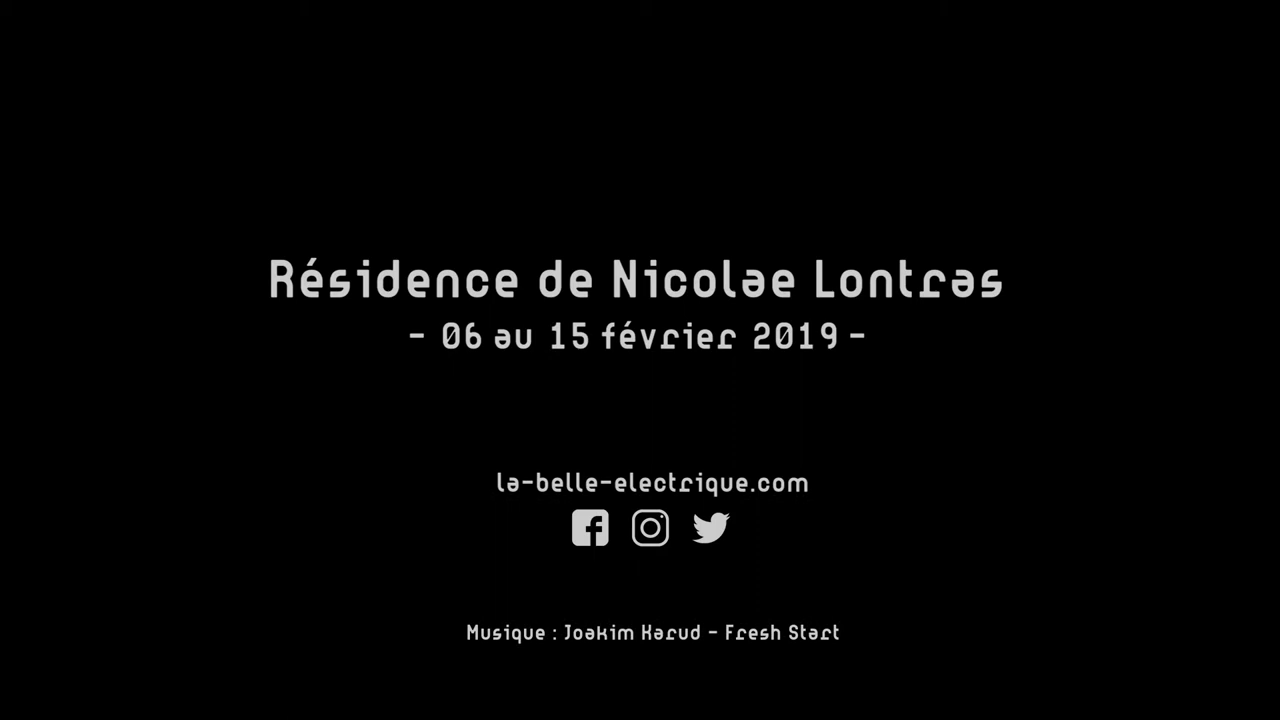 Résidence de Nicolae Lontras
- 06 au 15 février 2019 -
la-belle-electrique.com
Musique : Joakim Karud - Fresh Start